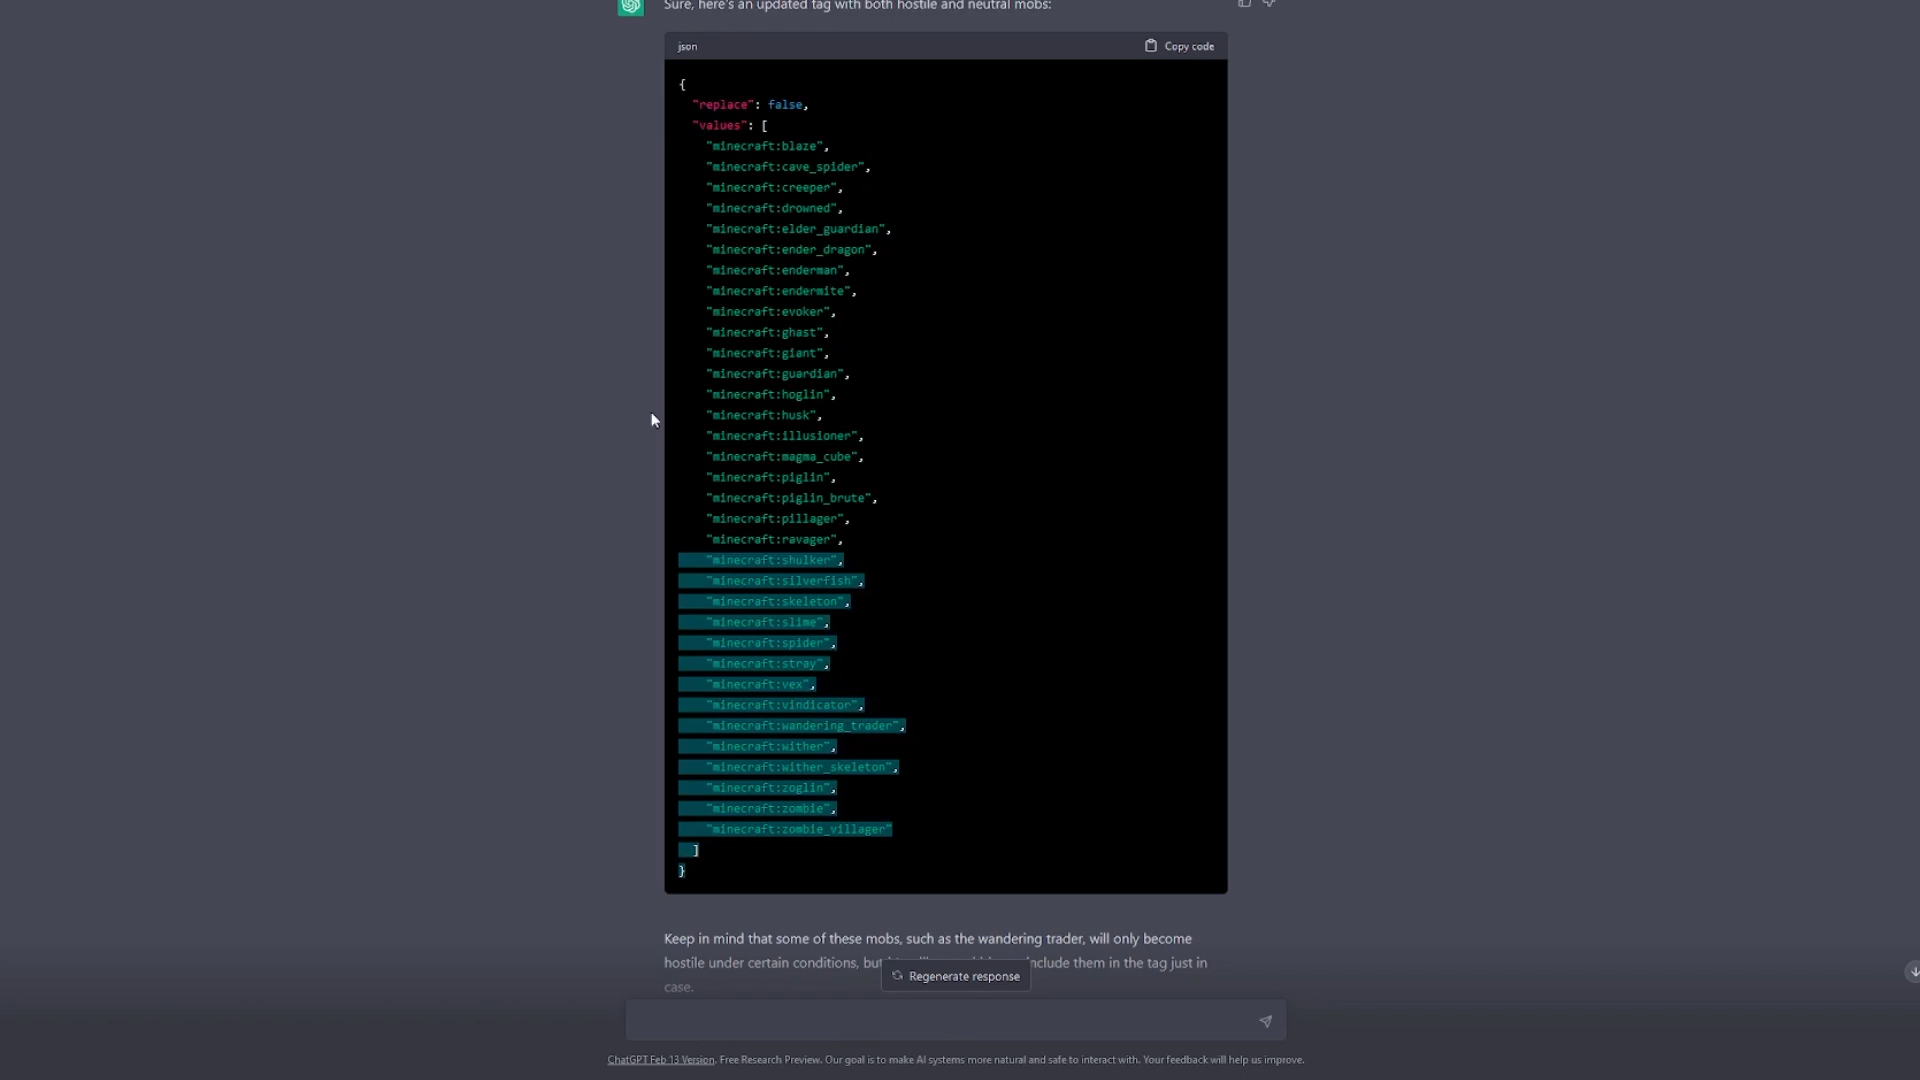 Sure, here's an updated tag with both hostile and neutral mobs:
json Copy code
{
"replace": false,
"values": [
"minecraft:blaze",
"minecraft:cave_spider",
"minecraft:creeper",
"minecraft:drowned",
"minecraft:elder_guardian",
"minecraft:ender_dragon",
"minecraft:enderman",
"minecraft:endermite",
"minecraft:evoker",
"minecraft:ghast",
"minecraft:giant",
"minecraft:guardian",
"minecraft:hoglin",
"minecraft:husk",
"minecraft:illusioner",
"minecraft:magma_cube",
"minecraft:piglin",
"minecraft:piglin_brute",
"minecraft:pillager",
"minecraft:ravager",
"minecraft:shulker",
"minecraft:silverfish",
"minecraft:skeleton",
"minecraft:slime",
"minecraft:spider",
"minecraft:stray",
"minecraft:vex",
"minecraft:vindicator",
"minecraft:wandering_trader",
"minecraft:wither",
"minecraft:wither_skeleton",
"minecraft:zoglin",
"minecraft:zombie",
"minecraft:zombie_villager"
]
}
Keep in mind that some of these mobs, such as the wandering trader, will only become
hostile under certain conditions, include them in the tag just in
case.
Regenerate response
ChatGPT Feb 13 Version. Free Research Preview. Our goal is to make AI systems more natural and safe to interact with. Your feedback will help us improve.